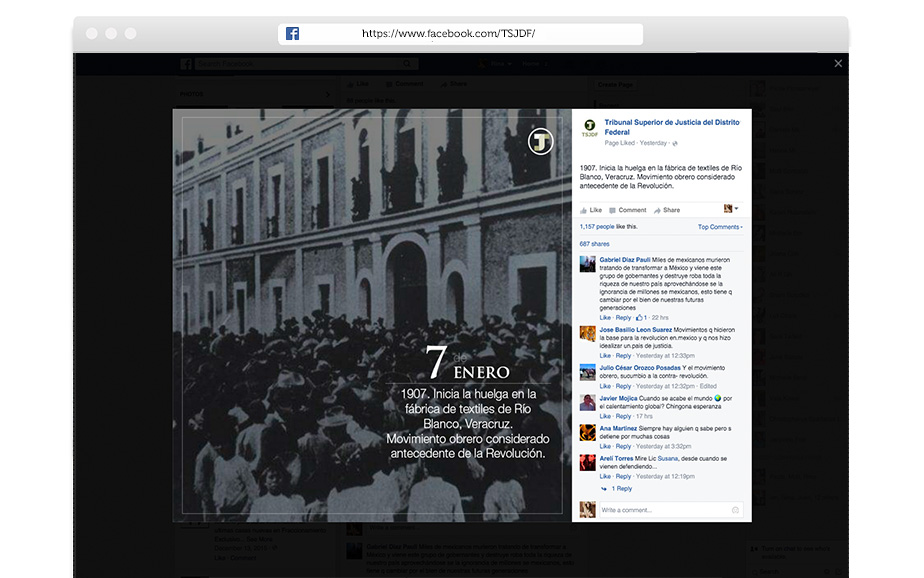 https://www.facebook.com/TSJDF/
Search Facebook
PHOTOS
Like Comment Share
Create Page
J
7 de
ENERO
1907. Inicia la huelga en la
fábrica de textiles de Río
Blanco, Veracruz.
Movimiento obrero considerado
antecedente de la Revolución.
TSJDF
Tribunal Superior de Justicia del Distrito
Federal
Page Liked · Yesterday ·
1907. Inicia la huelga en la fábrica de textiles de Río
Blanco, Veracruz. Movimiento obrero considerado
antecedente de la Revolución.
Like Comment Share
1,157 people like this. Top Comments
687 shares
Gabriel Diaz Pauli Miles de mexicanos murieron
tratando de transformar a México y viene este
grupo de gobernantes y destruye roba toda la
riqueza de nuestro país aprovechándose se la
ignorancia de millones se mexicanos, esto tiene q
cambiar por el bien de nuestras futuras
generaciones
Like · Reply · 1 · 22 hrs
Jose Basilio Leon Suarez Movimientos q hicieron
la base para la revolucion en.mexico y q nos hizo
idealizar un.pais de justicia.
Like · Reply · Yesterday at 12:33pm
Julio César Orozco Posadas Y el movimiento
obrero, sucumbio a la contra- revolución.
Like · Reply · Yesterday at 12:32pm · Edited
Javier Mojica Cuando se acabe el mundo 🌍 por
el calentamiento global? Chingona esperanza
Like · Reply · 17 hrs
Ana Martinez Siempre hay alguien q sabe pero s
detiene por muchas cosas
Like · Reply · Yesterday at 3:32pm
Areli Torres Mire Lic Susana, desde cuando se
vienen defendiendo...
Like · Reply · Yesterday at 12:19pm
1 Reply
Write a comment...